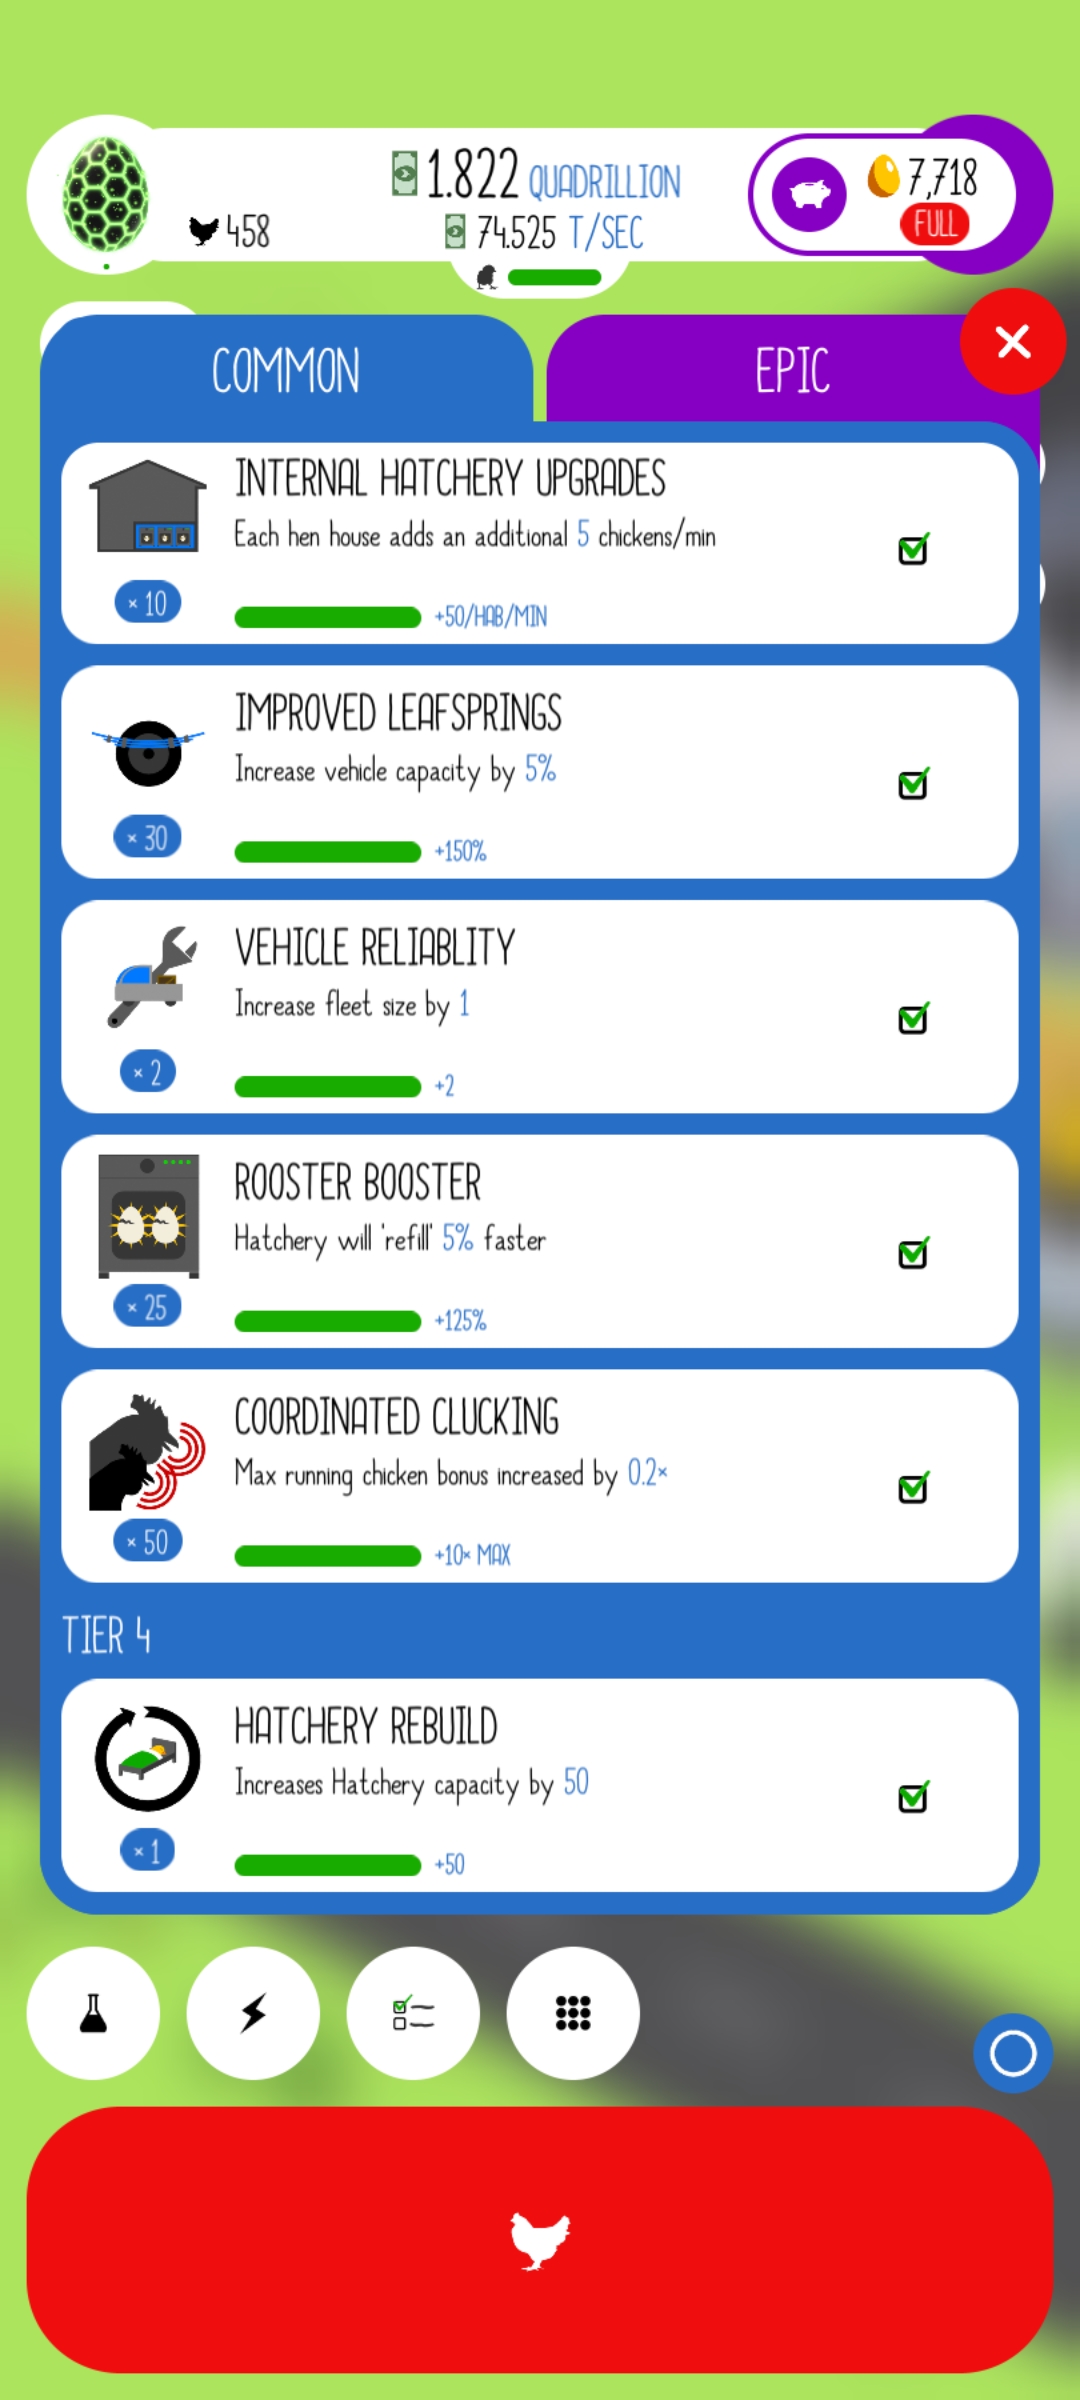 1.822 QUADRILLION
7,718
458
74.525 T/SEC
FULL
COMMON
EPIC
INTERNAL HATCHERY UPGRADES
Each hen house adds an additional 5 chickens/min
× 10
+50/HAB/MIN
IMPROVED LEAFSPRINGS
Increase vehicle capacity by 5%
× 30
+150%
VEHICLE RELIABLITY
Increase fleet size by 1
× 2
+2
ROOSTER BOOSTER
Hatchery will 'refill' 5% faster
× 25
+125%
COORDINATED CLUCKING
Max running chicken bonus increased by 0.2×
× 50
+10× MAX
TIER 4
HATCHERY REBUILD
Increases Hatchery capacity by 50
× 1
+50